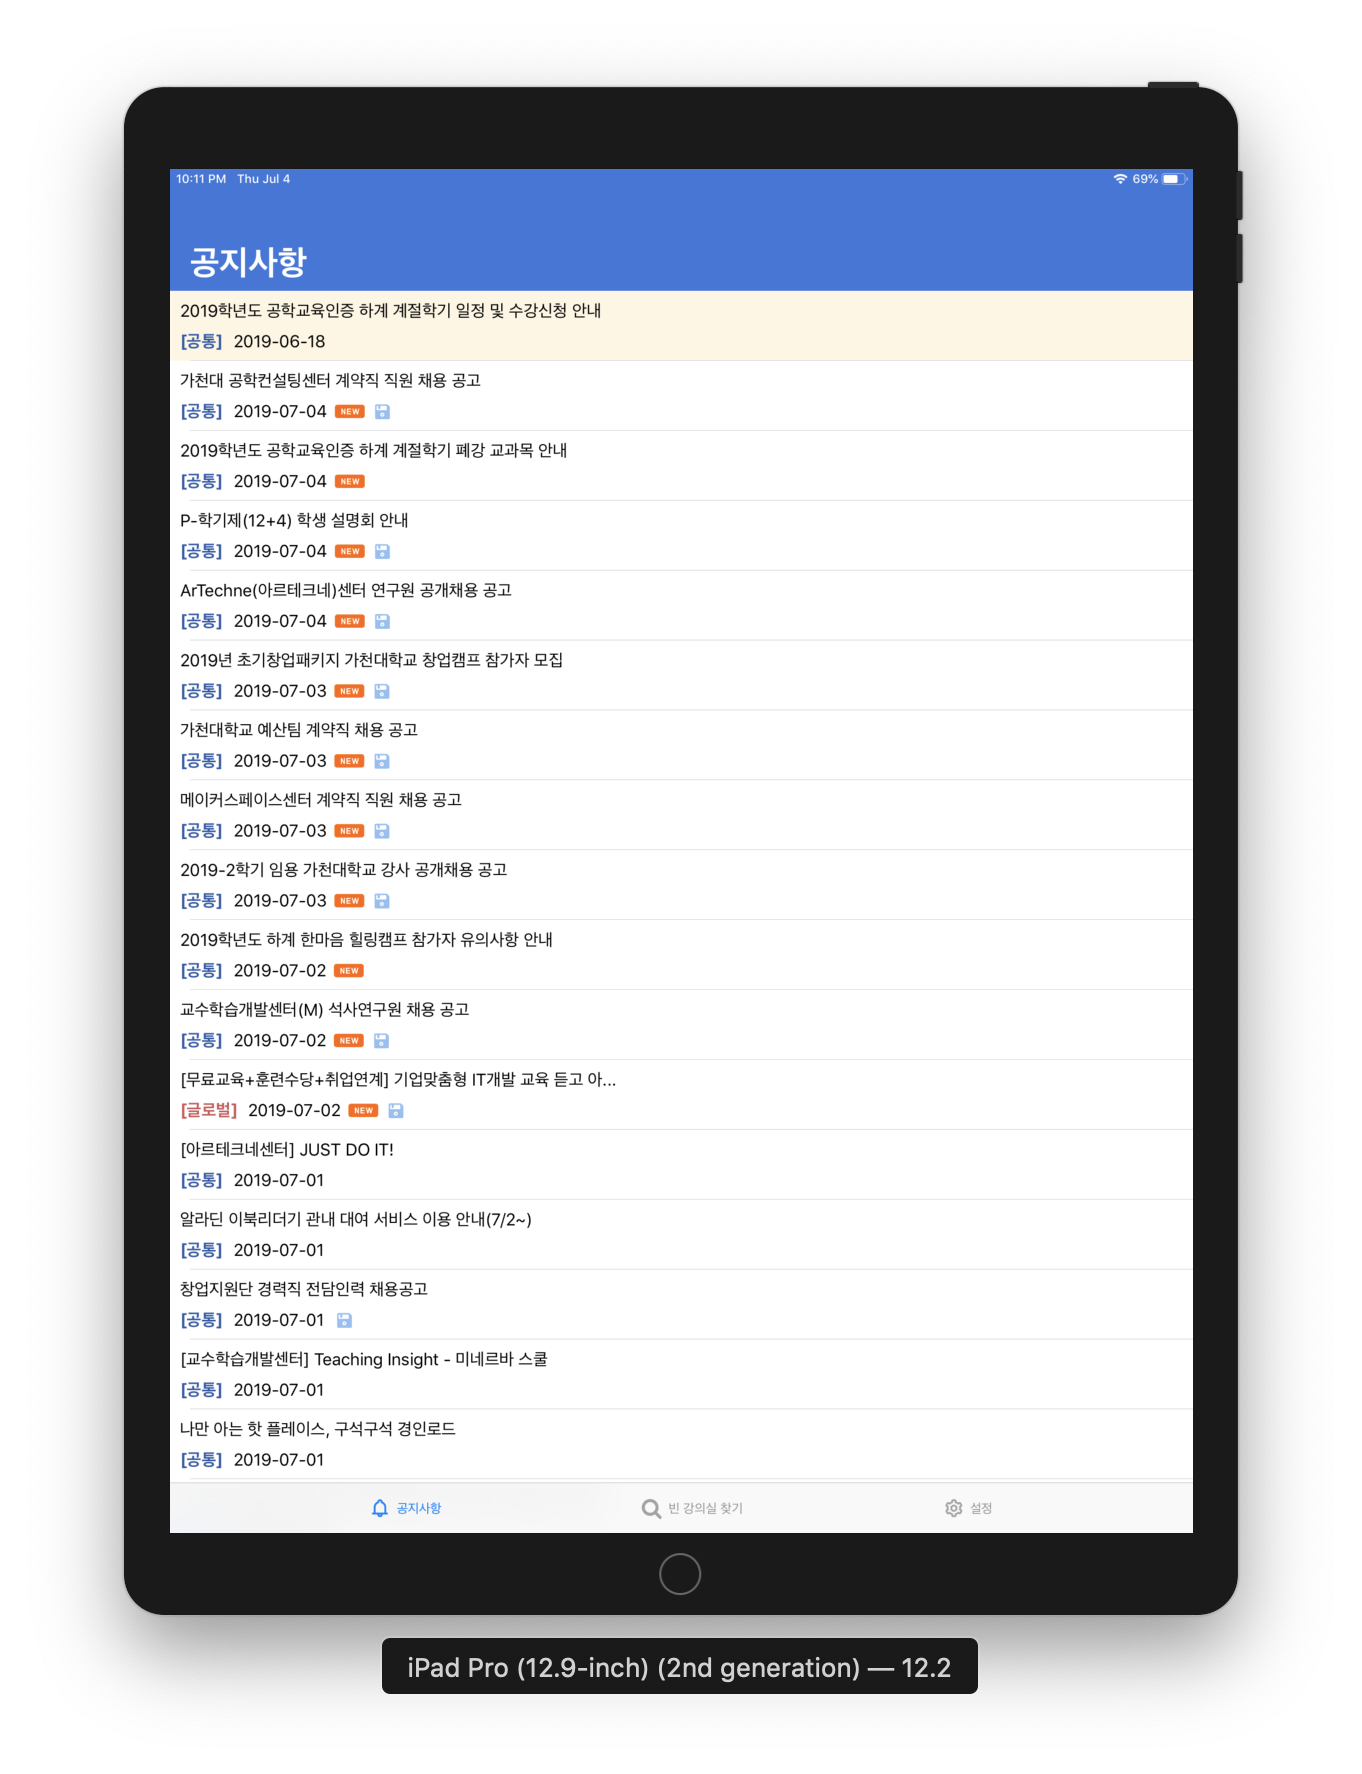 10:11 PM Thu Jul 4 69%
공지사항
2019학년도 공학교육인증 하계 계절학기 일정 및 수강신청 안내
[공통] 2019-06-18
가천대 공학컨설팅센터 계약직 직원 채용 공고
[공통] 2019-07-04 NEW
2019학년도 공학교육인증 하계 계절학기 폐강 교과목 안내
[공통] 2019-07-04 NEW
P-학기제(12+4) 학생 설명회 안내
[공통] 2019-07-04 NEW
ArTechne(아르테크네)센터 연구원 공개채용 공고
[공통] 2019-07-04 NEW
2019년 초기창업패키지 가천대학교 창업캠프 참가자 모집
[공통] 2019-07-03 NEW
가천대학교 예산팀 계약직 채용 공고
[공통] 2019-07-03 NEW
메이커스페이스센터 계약직 직원 채용 공고
[공통] 2019-07-03 NEW
2019-2학기 임용 가천대학교 강사 공개채용 공고
[공통] 2019-07-03 NEW
2019학년도 하계 한마음 힐링캠프 참가자 유의사항 안내
[공통] 2019-07-02 NEW
교수학습개발센터(M) 석사연구원 채용 공고
[공통] 2019-07-02 NEW
[무료교육+훈련수당+취업연계] 기업맞춤형 IT개발 교육 듣고 아...
[글로벌] 2019-07-02 NEW
[아르테크네센터] JUST DO IT!
[공통] 2019-07-01
알라딘 이북리더기 관내 대여 서비스 이용 안내(7/2~)
[공통] 2019-07-01
창업지원단 경력직 전담인력 채용공고
[공통] 2019-07-01
[교수학습개발센터] Teaching Insight - 미네르바 스쿨
[공통] 2019-07-01
나만 아는 핫 플레이스, 구석구석 경인로드
[공통] 2019-07-01
공지사항 빈 강의실 찾기 설정
iPad Pro (12.9-inch) (2nd generation) — 12.2